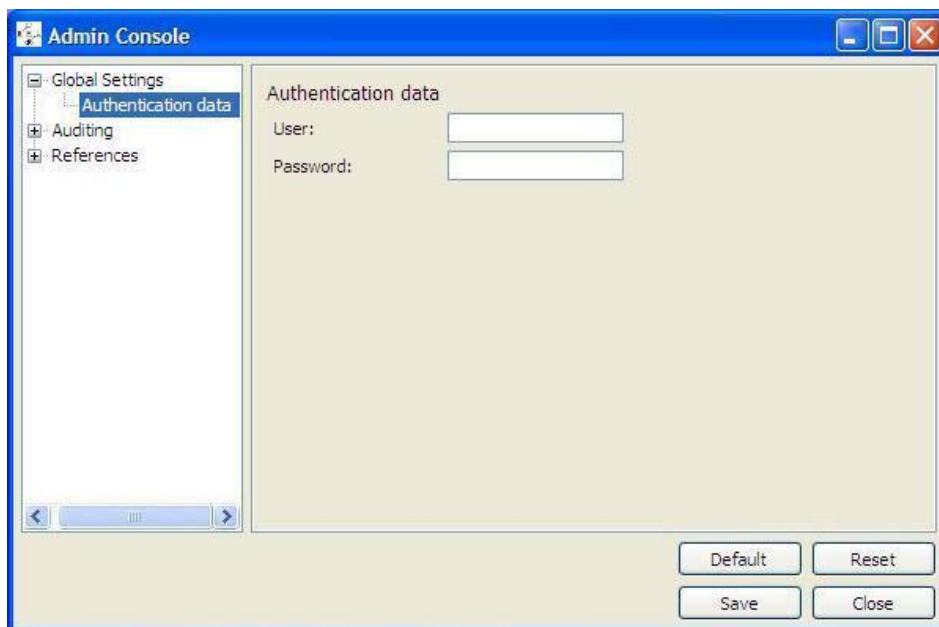 Admin Console
Global Settings
Authentication data
Auditing
References
Authentication data
User:
Password:
Default
Reset
Save
Close